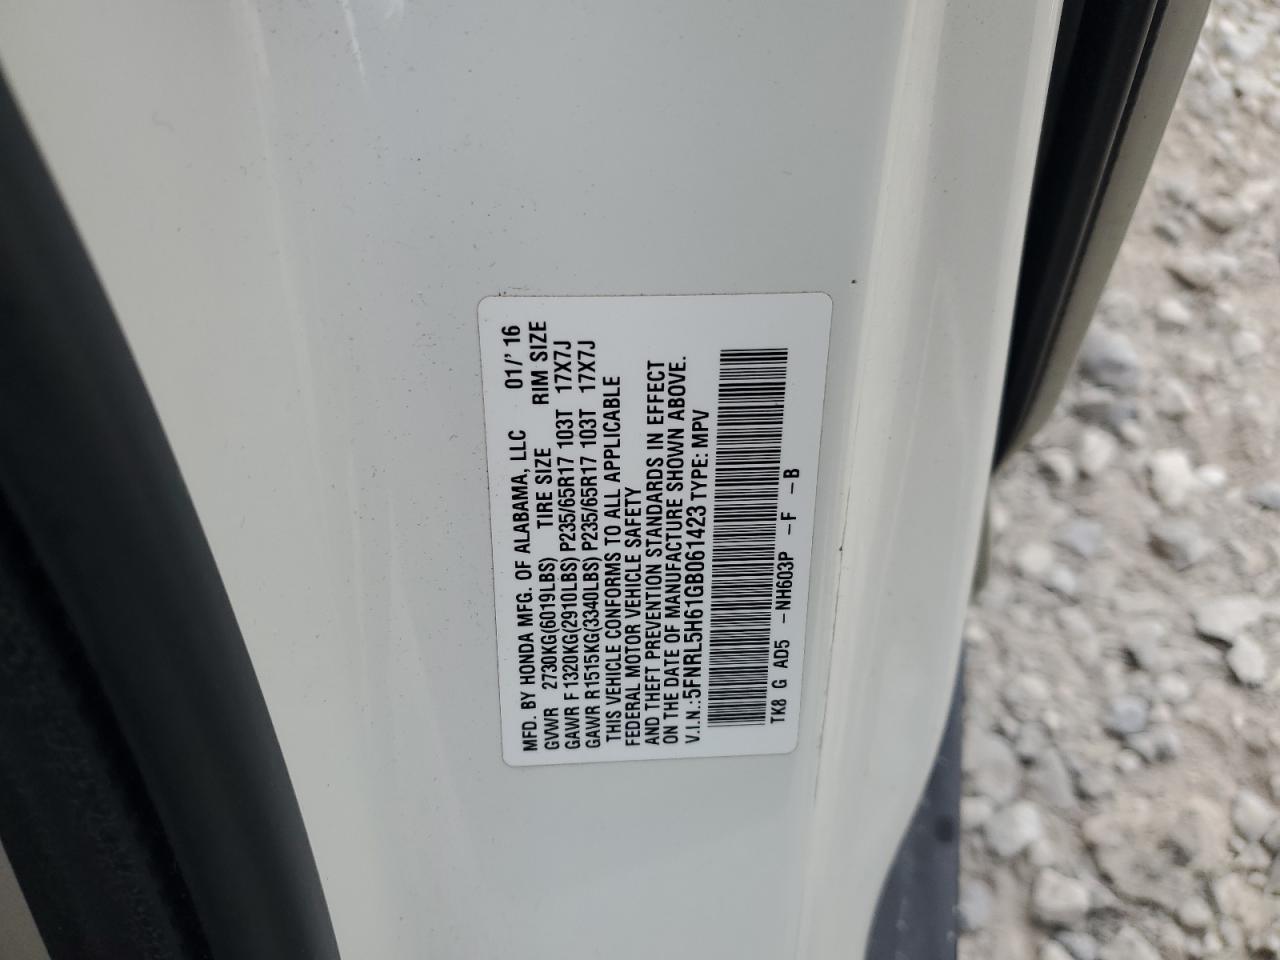 MFD. BY HONDA MFG. OF ALABAMA, LLC 01/' 16
GVWR 2730KG(6019LBS) TIRE SIZE RIM SIZE
GAWR F 1320KG(2910LBS) P235/65R17 103T 17X7J
GAWR R1515KG(3340LBS) P235/65R17 103T 17X7J
THIS VEHICLE CONFORMS TO ALL APPLICABLE
FEDERAL MOTOR VEHICLE SAFETY
AND THEFT PREVENTION STANDARDS IN EFFECT
ON THE DATE OF MANUFACTURE SHOWN ABOVE.
V.I.N.:5FNRL5H61GB061423 TYPE: MPV
TK8 G AD5 -NH603P -F -B